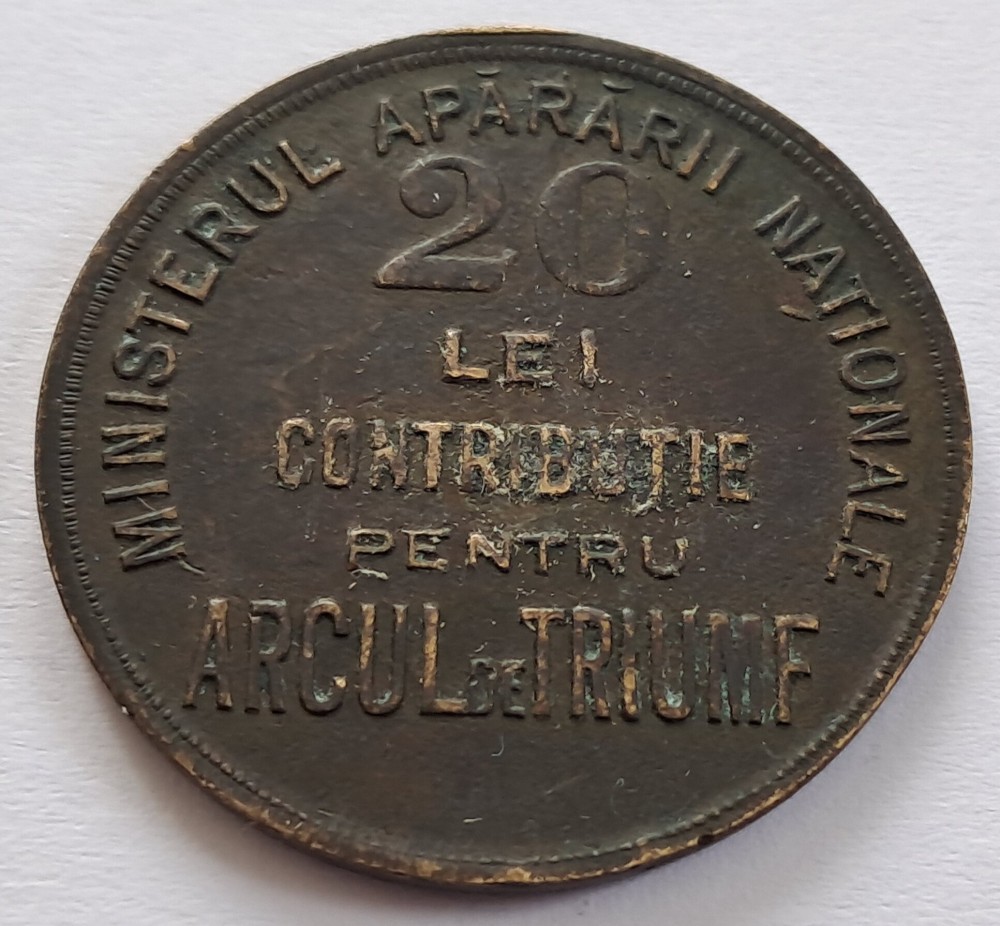 MINISTERUL APĂRĂRII NAȚIONALE
20
LEI
CONTRIBUȚIE
PENTRU
ARCUL DE TRIUMF